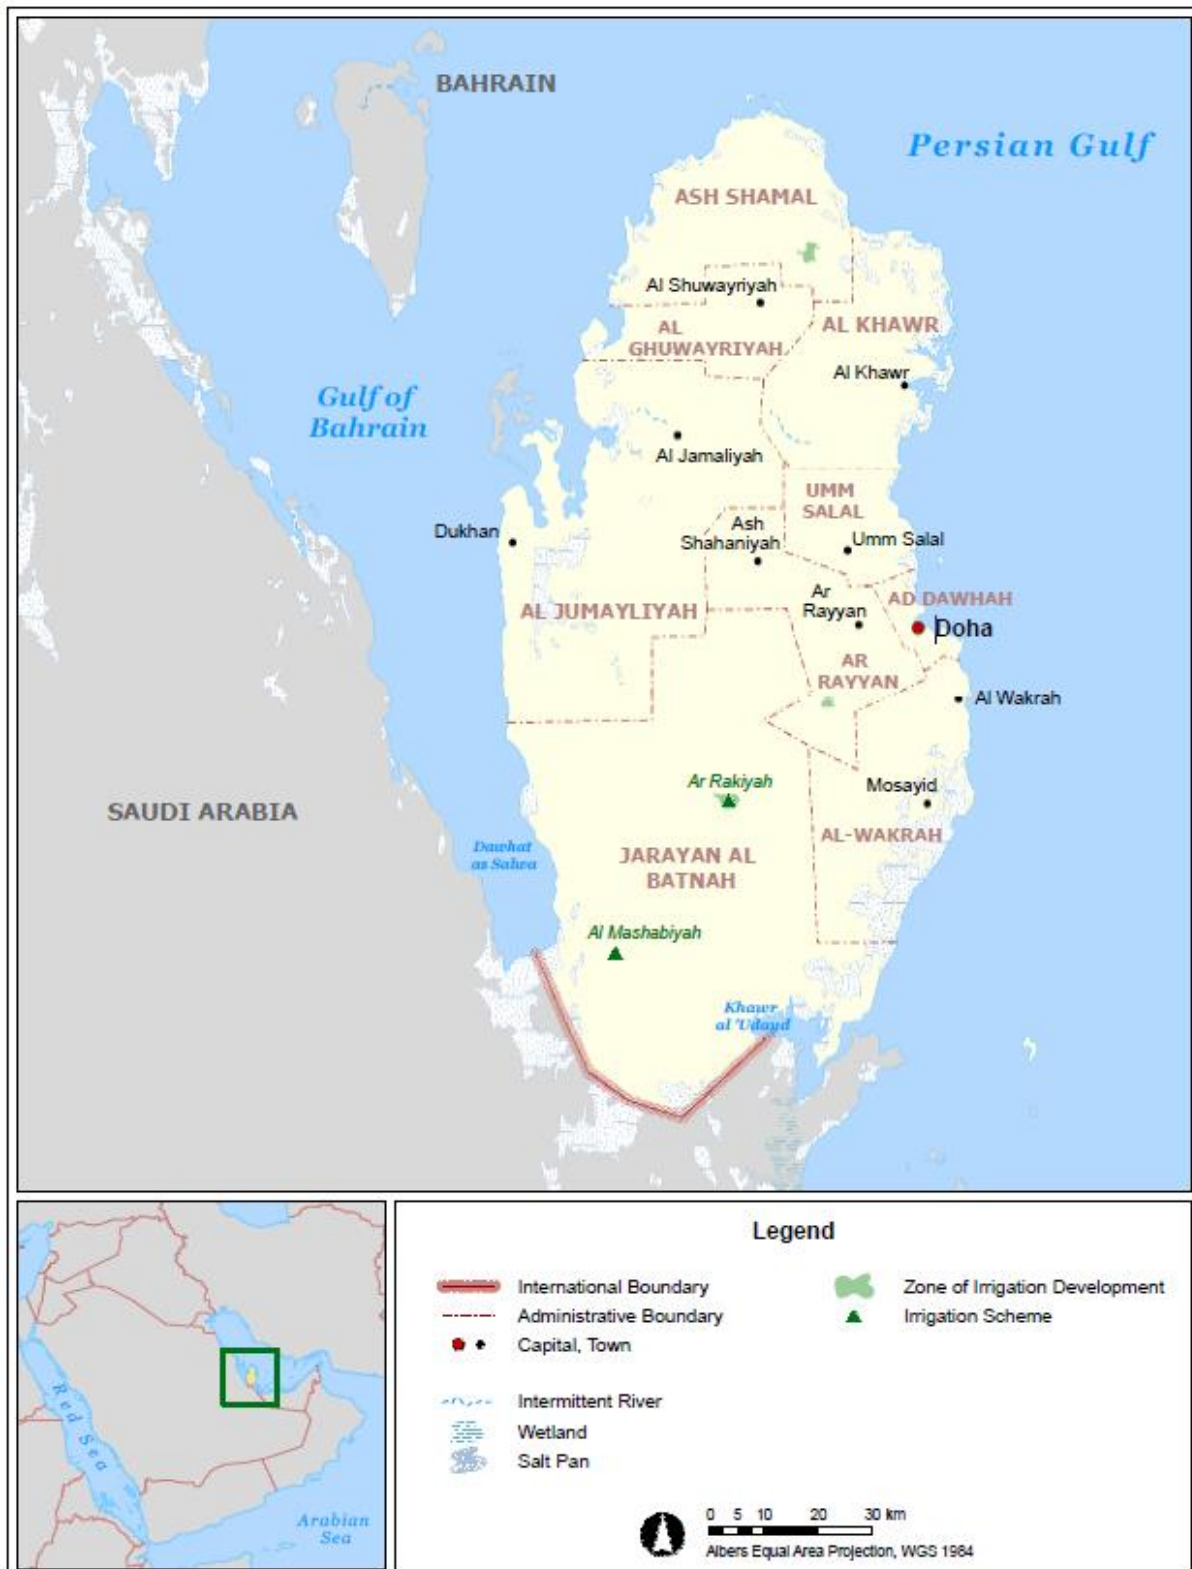 BAHRAIN
Persian Gulf
ASH SHAMAL
Al Shuwayriyah
AL
GHUWAYRIYAH
AL KHAWR
Al Khawr
Gulf of
Bahrain
Al Jamaliyah
UMM
SALAL
Dukhan
Ash
Shahaniyah
Umm Salal
AL JUMAYLIYAH
Ar
Rayyan
AD DAWHAH
Doha
AR
RAYYAN
Al Wakrah
Ar Rakiyah
Mosayid
SAUDI ARABIA
AL-WAKRAH
Dawhat
as Salwa
JARAYAN AL
BATNAH
Al Mashabiyah
Khawr
al 'Udayd
Red Sea
Arabian
Sea
Legend
International Boundary
Administrative Boundary
Capital, Town
Intermittent River
Wetland
Salt Pan
Zone of Irrigation Development
Irrigation Scheme
0 5 10 20 30 km
Albers Equal Area Projection, WGS 1984